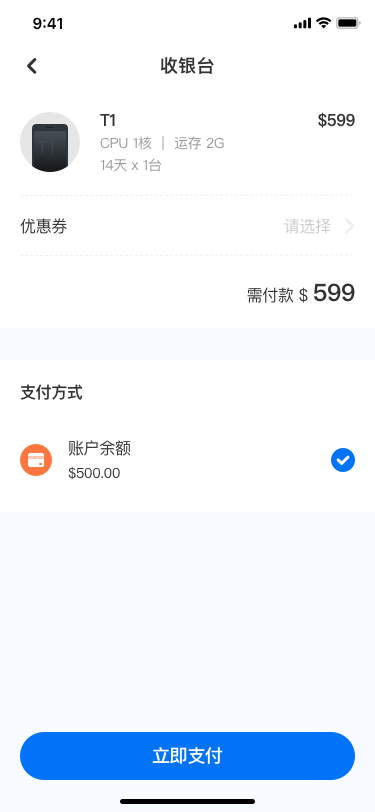 9:41
收银台
T1
$599
CPU 1核 | 运存 2G
14天 x 1台
优惠券
请选择
需付款 $ 599
支付方式
账户余额
$500.00
立即支付